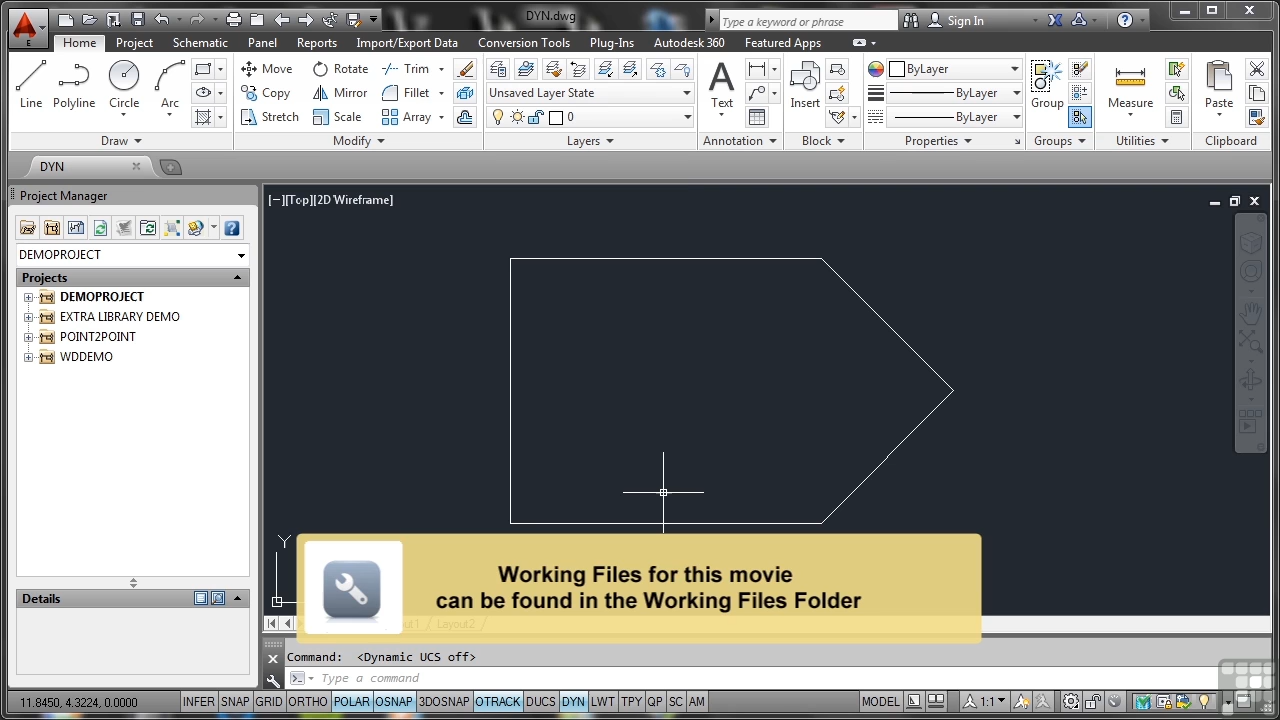 DYN.dwg
Type a keyword or phrase
Sign In
E
Home Project Schematic Panel Reports Import/Export Data Conversion Tools Plug-Ins Autodesk 360 Featured Apps
Line Polyline Circle Arc
Move Rotate Trim
Copy Mirror Fillet
Stretch Scale Array
Unsaved Layer State
0
Text
Insert
ByLayer
ByLayer
ByLayer
Group
Measure
Paste
Draw Modify Layers Annotation Block Properties Groups Utilities Clipboard
DYN
Project Manager
DEMOPROJECT
Projects
DEMOPROJECT
EXTRA LIBRARY DEMO
POINT2POINT
WDDEMO
Details
[−][Top][2D Wireframe]
Y
Working Files for this movie
can be found in the Working Files Folder
Layout2
Command: <Dynamic UCS off>
Type a command
11.8450, 4.3224, 0.0000 INFER SNAP GRID ORTHO POLAR OSNAP 3DOSNAP OTRACK DUCS DYN LWT TPY QP SC AM MODEL 1:1